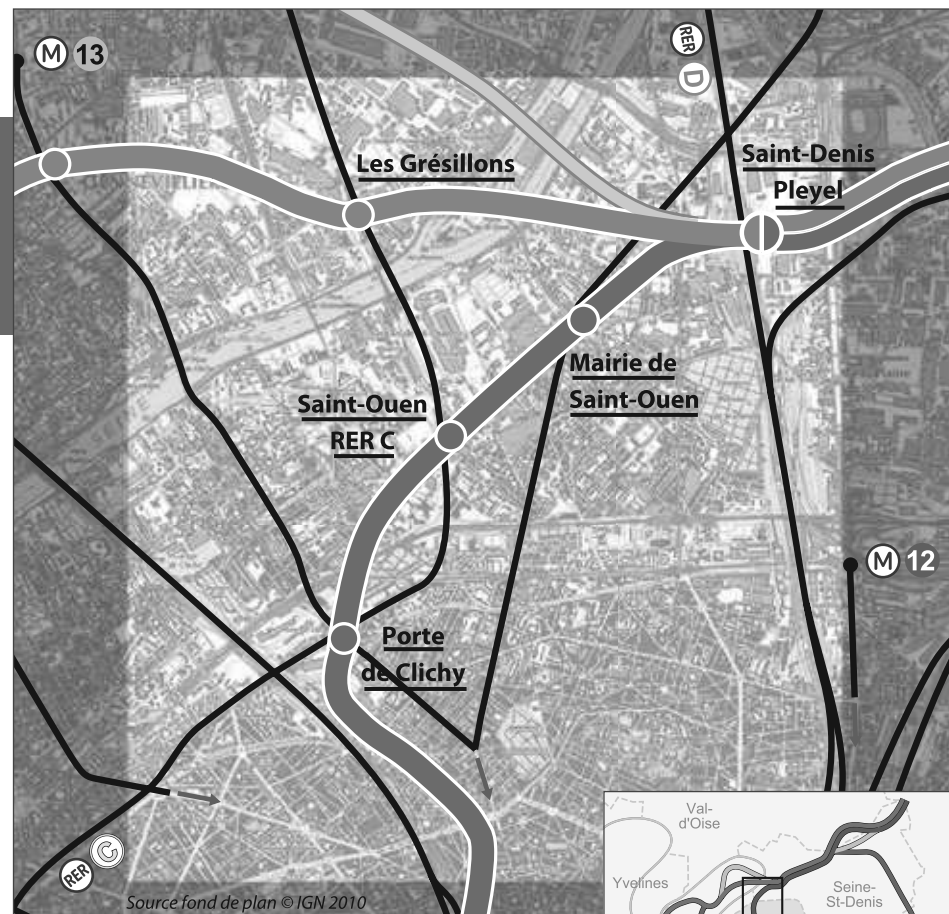 M 13
RER
D
Les Grésillons
Saint-Denis
Pleyel
Mairie de
Saint-Ouen
Saint-Ouen
RER C
M 12
Porte
de Clichy
RER
C
Val-
d'Oise
Yvelines
Seine-
St-Denis
Source fond de plan © IGN 2010